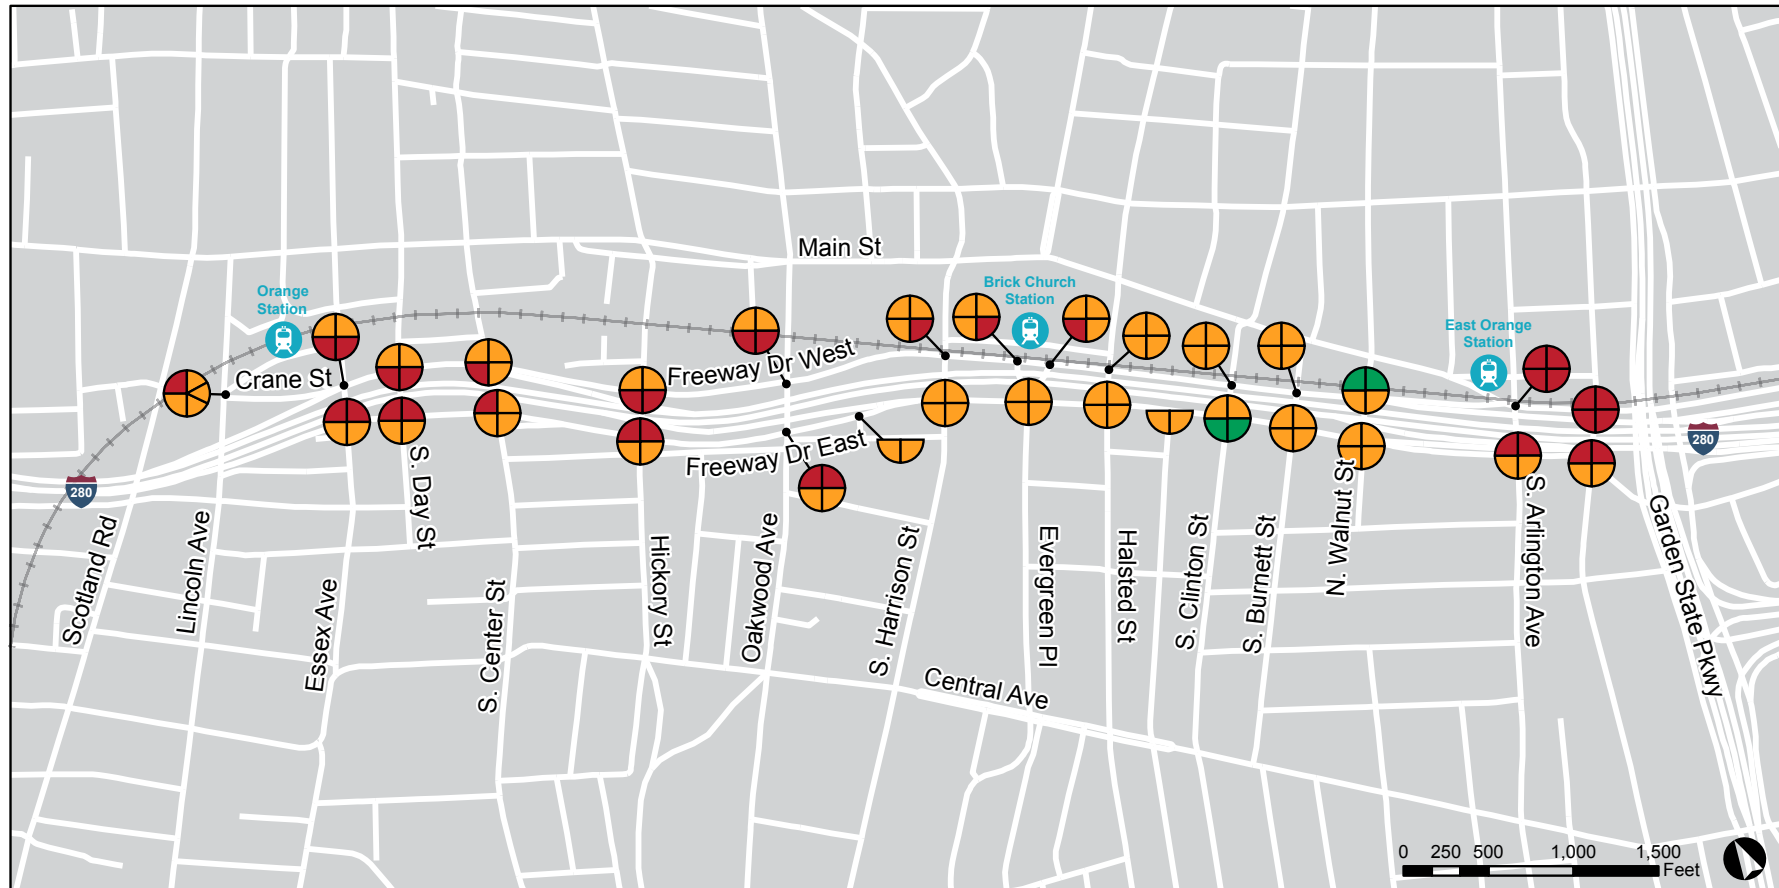 Main St
Brick Church
Station
Orange
Station
East Orange
Station
Freeway Dr West
Crane St
Freeway Dr East
280
280
S. Day St
Scotland Rd
Lincoln Ave
Essex Ave
S. Center St
Hickory St
Oakwood Ave
S. Harrison St
Evergreen Pl
Halsted St
S. Clinton St
S. Burnett St
N. Walnut St
S. Arlington Ave
Garden State Pkwy
Central Ave
0 250 500 1,000 1,500
Feet